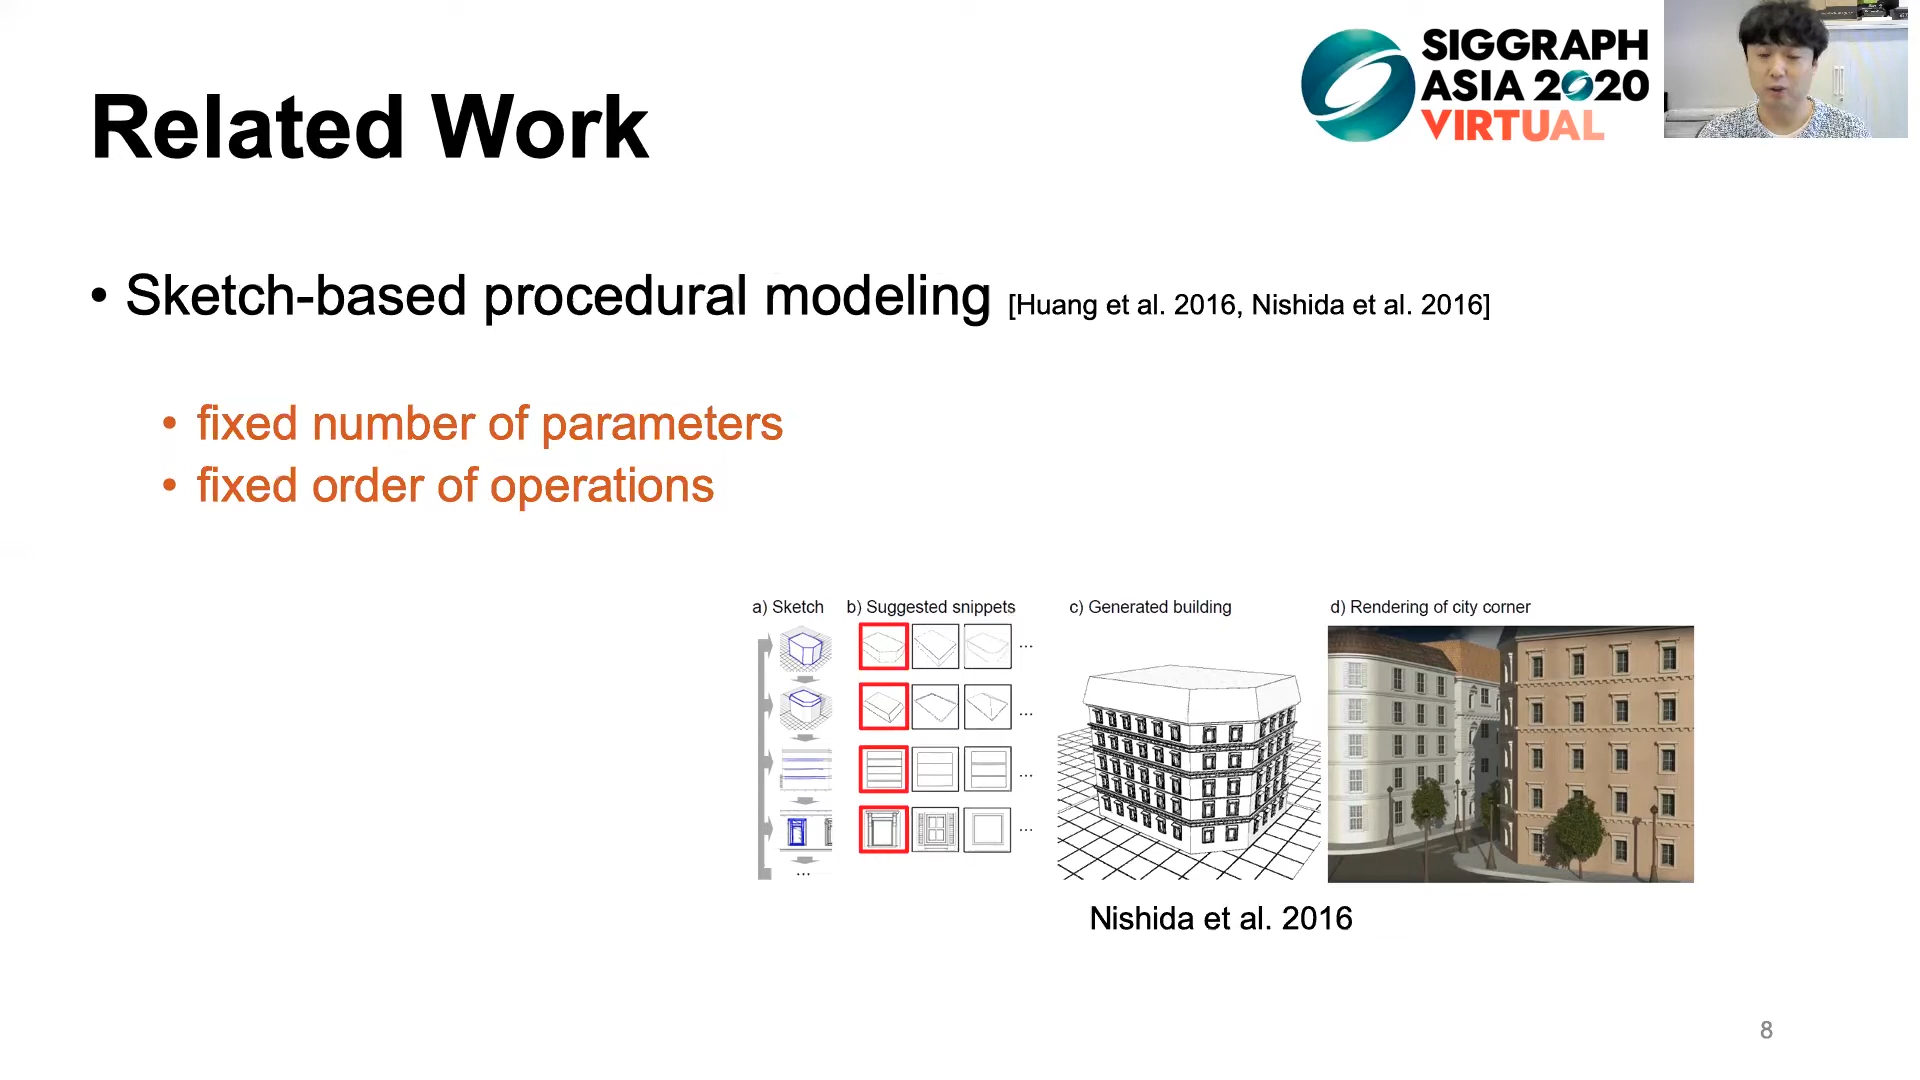 SIGGRAPH
ASIA 2020
VIRTUAL
Related Work
• Sketch-based procedural modeling [Huang et al. 2016, Nishida et al. 2016]
• fixed number of parameters
• fixed order of operations
a) Sketch b) Suggested snippets c) Generated building d) Rendering of city corner
...
...
...
...
...
Nishida et al. 2016
8